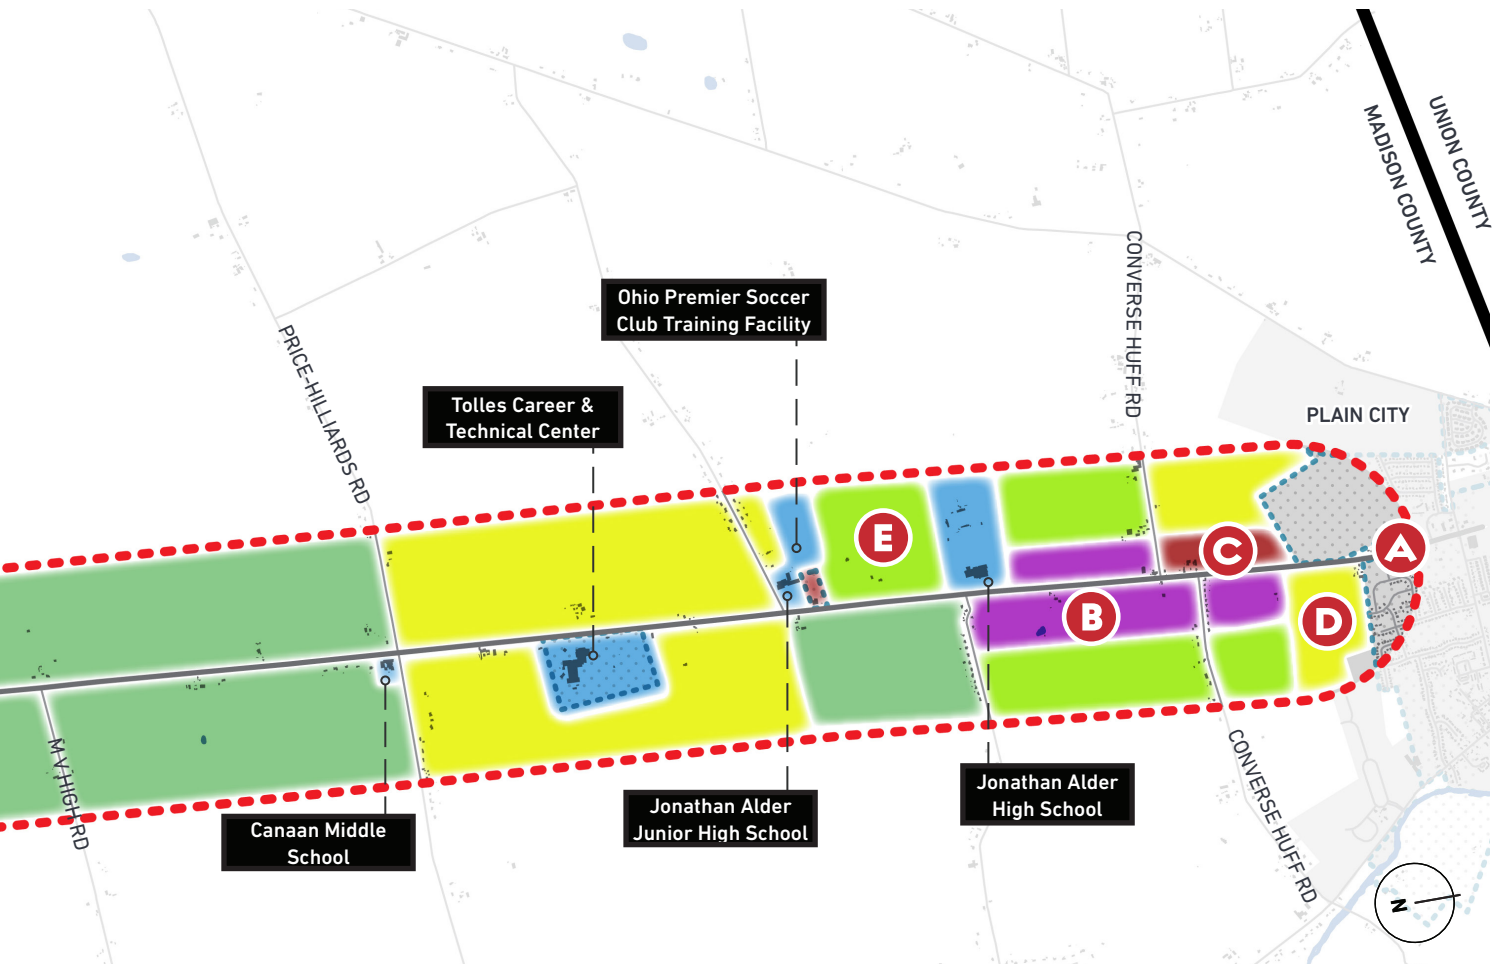 UNION COUNTY
MADISON COUNTY
CONVERSE HUFF RD
Ohio Premier Soccer
Club Training Facility
PRICE-HILLIARDS RD
Tolles Career &
Technical Center
PLAIN CITY
E
C
A
B
D
M V HIGH RD
CONVERSE HUFF RD
Jonathan Alder
High School
Jonathan Alder
Junior High School
Canaan Middle
School
N